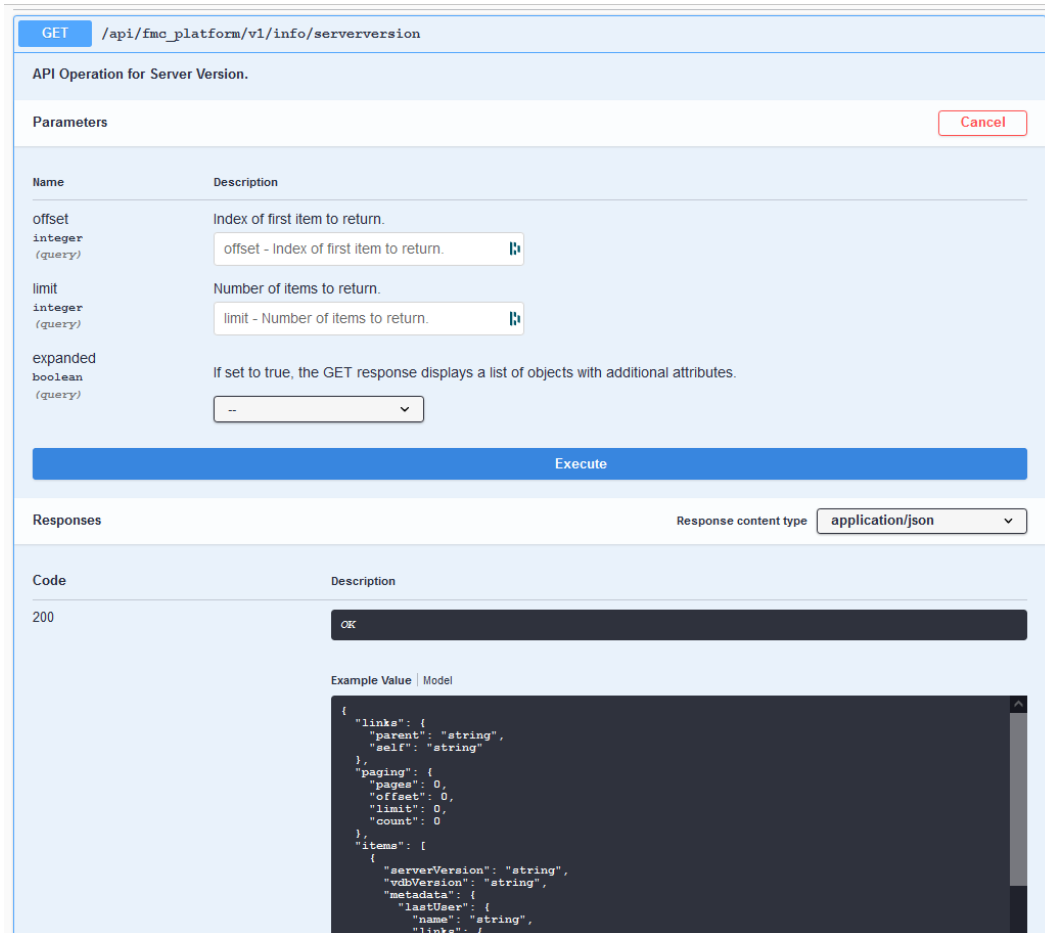 GET /api/fmc_platform/v1/info/serverversion
API Operation for Server Version.
Parameters
Cancel
Name Description
offset Index of first item to return.
integer
(query)
offset - Index of first item to return.
limit Number of items to return.
integer
(query)
limit - Number of items to return.
expanded
boolean
(query)
If set to true, the GET response displays a list of objects with additional attributes.
--
Execute
Responses
Response content type application/json
Code Description
200
OK
Example Value Model
{
"links": {
"parent": "string",
"self": "string"
},
"paging": {
"pages": 0,
"offset": 0,
"limit": 0,
"count": 0
},
"items": [
{
"serverVersion": "string",
"vdbVersion": "string",
"metadata": {
"lastUser": {
"name": "string",
"links": {